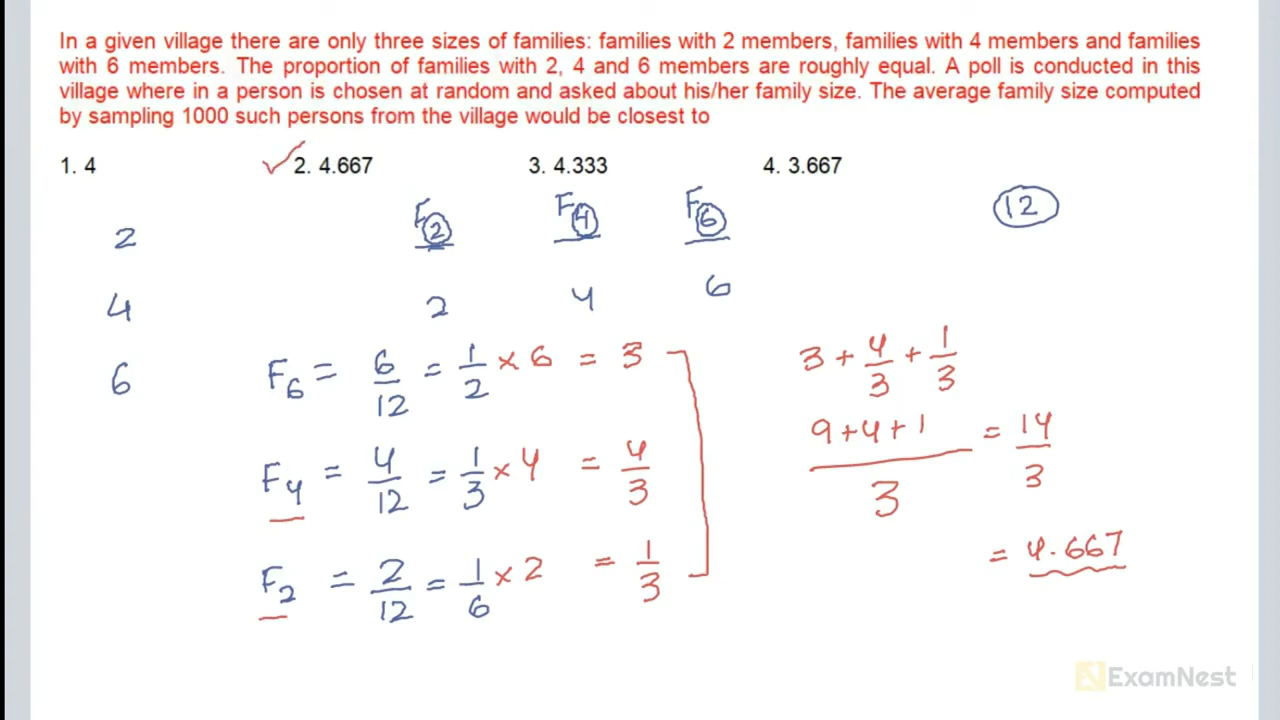 In a given village there are only three sizes of families: families with 2 members, families with 4 members and families
with 6 members. The proportion of families with 2, 4 and 6 members are roughly equal. A poll is conducted in this
village where in a person is chosen at random and asked about his/her family size. The average family size computed
by sampling 1000 such persons from the village would be closest to
1. 4 2. 4.667 3. 4.333 4. 3.667
F2 F4 F6 12
2
4 2 4 6
6
F6 = 6/12 = 1/2 × 6 = 3
3 + 4/3 + 1/3
F4 = 4/12 = 1/3 × 4 = 4/3
9+4+1/3 = 14/3
F2 = 2/12 = 1/6 × 2 = 1/3
= 4.667
ExamNest